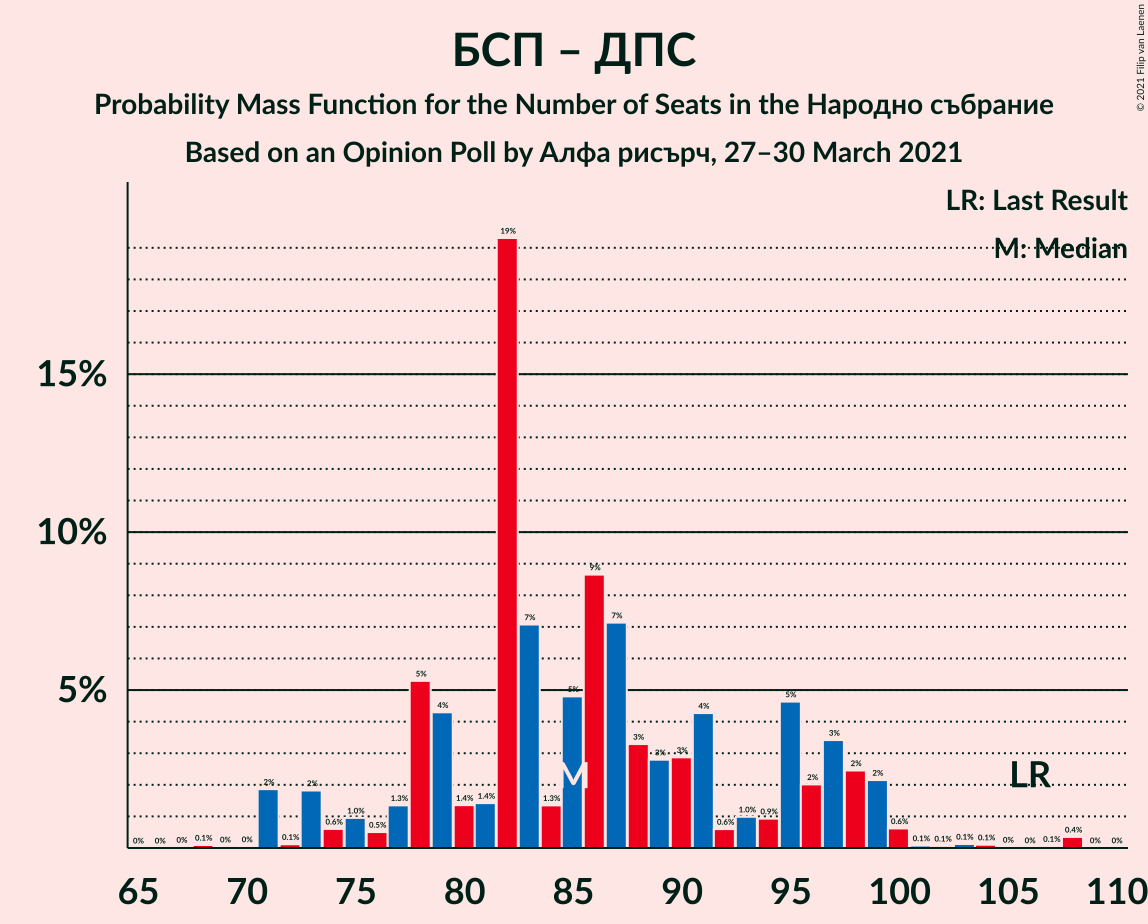 БСП – ДПС
Probability Mass Function for the Number of Seats in the Народно събрание
Based on an Opinion Poll by Алфа рисърч, 27–30 March 2021
© 2021 Filip van Laenen
LR: Last Result
M: Median
15%
10%
5%
0% 0% 0% 0.1% 0% 0% 2% 0.1% 2% 0.6% 1.0% 0.5% 1.3% 5% 4% 1.4% 1.4% 19% 7% 1.3% 5% 9% 7% 3% 3% 3% 4% 0.6% 1.0% 0.9% 5% 2% 3% 2% 2% 0.6% 0.1% 0.1% 0.1% 0.1% 0% 0% 0.1% 0.4% 0% 0%
M
LR
65 70 75 80 85 90 95 100 105 110